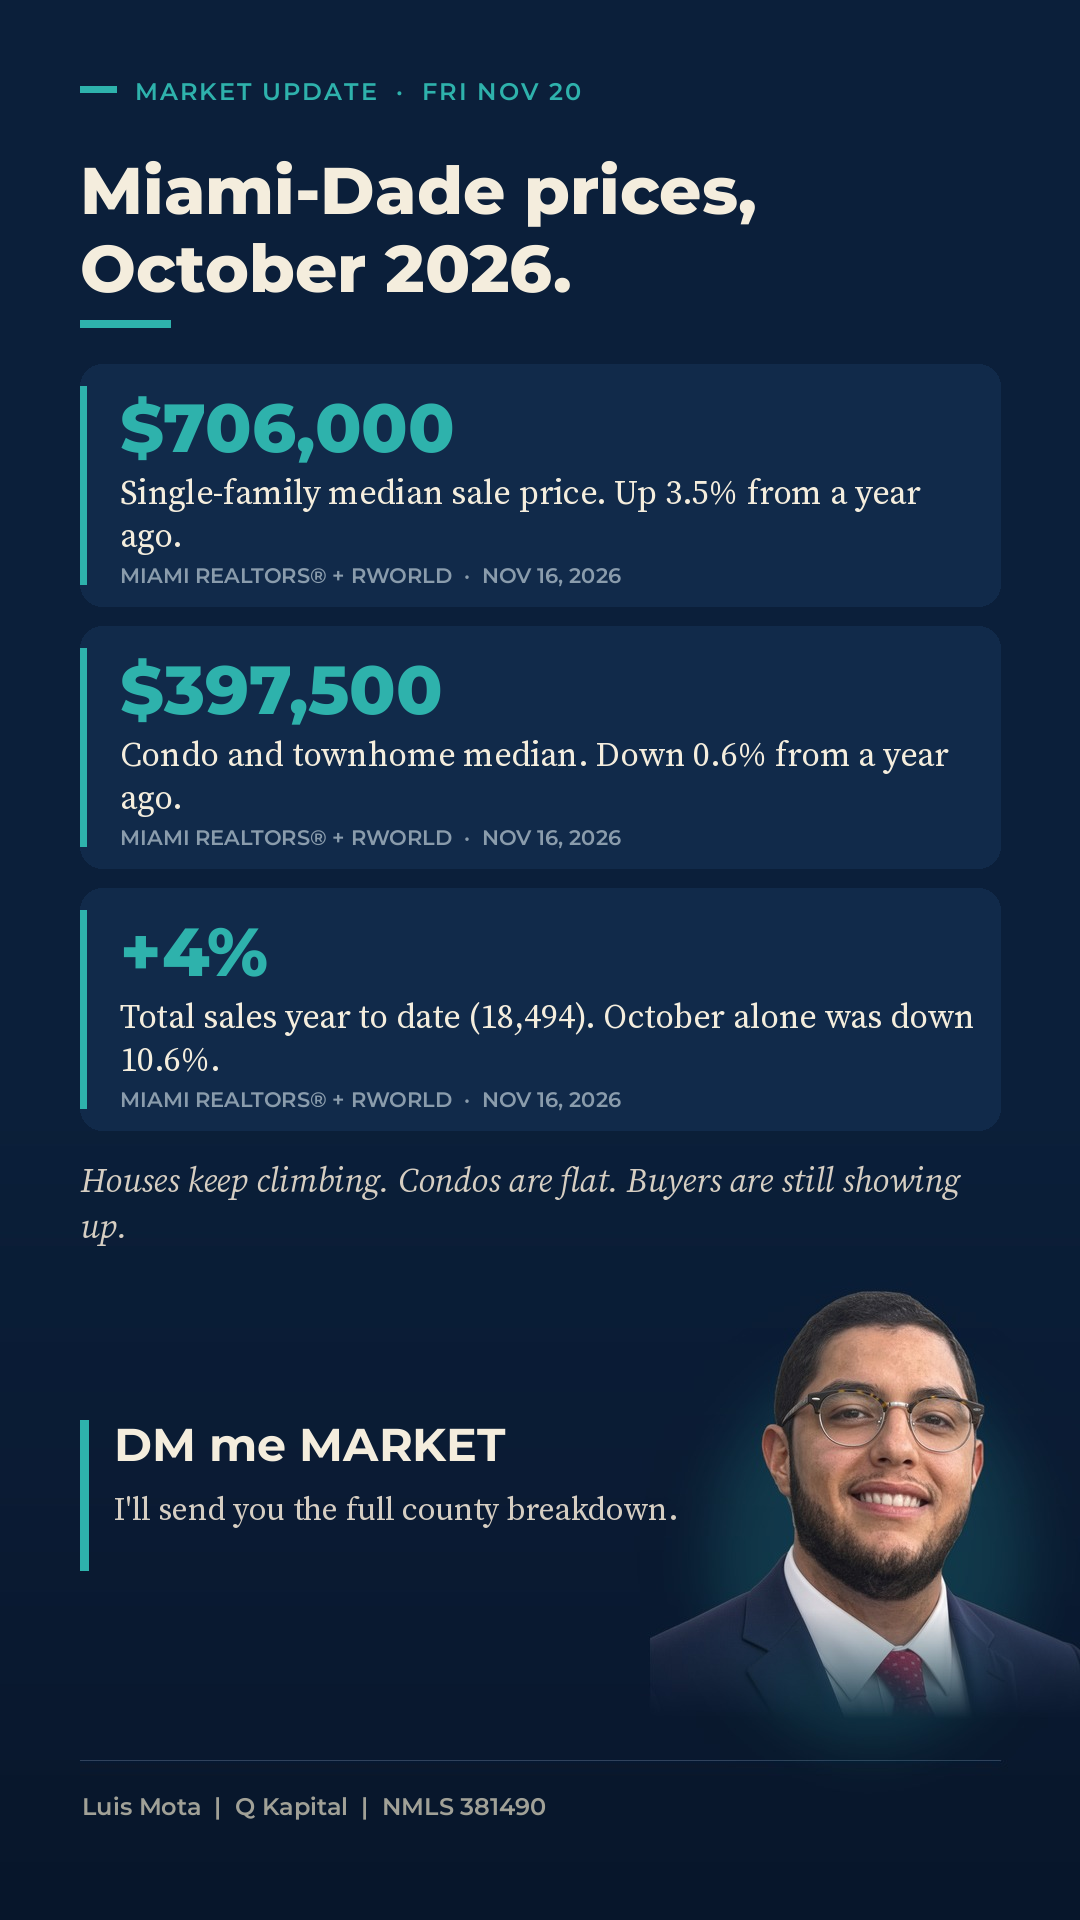 MARKET UPDATE · FRI NOV 20
Miami-Dade prices,
October 2026.
$706,000
Single-family median sale price. Up 3.5% from a year
ago.
MIAMI REALTORS® + RWORLD · NOV 16, 2026
$397,500
Condo and townhome median. Down 0.6% from a year
ago.
MIAMI REALTORS® + RWORLD · NOV 16, 2026
+4%
Total sales year to date (18,494). October alone was down
10.6%.
MIAMI REALTORS® + RWORLD · NOV 16, 2026
Houses keep climbing. Condos are flat. Buyers are still showing
up.
DM me MARKET
I'll send you the full county breakdown.
Luis Mota | Q Kapital | NMLS 381490